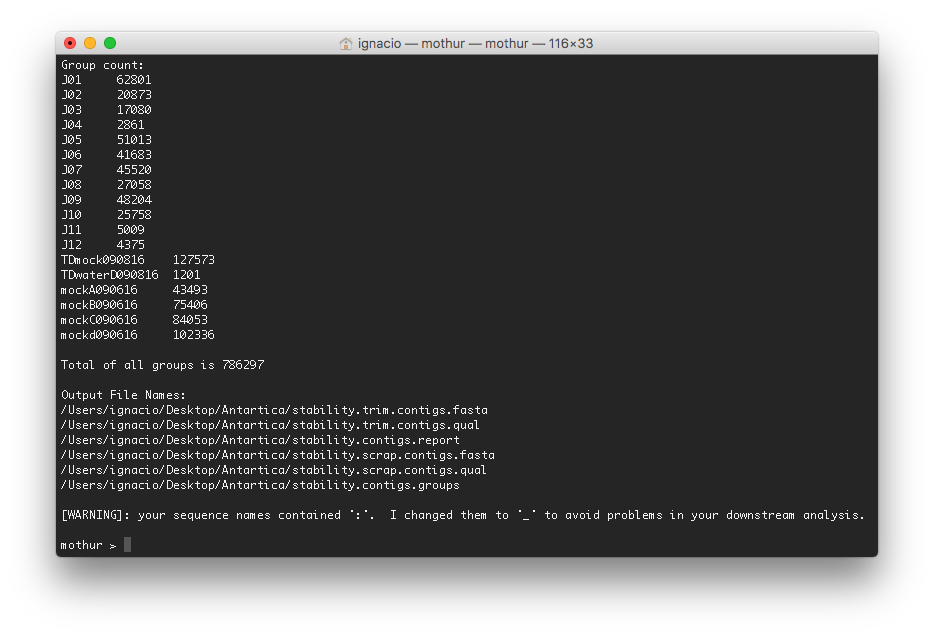 ignacio — mothur — mothur — 116×33
Group count:
J01 62801
J02 20873
J03 17080
J04 2861
J05 51013
J06 41683
J07 45520
J08 27058
J09 48204
J10 25758
J11 5009
J12 4375
TDmock090816 127573
TDwaterD090816 1201
mockA090616 43493
mockB090616 75406
mockC090616 84053
mockd090616 102336
Total of all groups is 786297
Output File Names:
/Users/ignacio/Desktop/Antartica/stability.trim.contigs.fasta
/Users/ignacio/Desktop/Antartica/stability.trim.contigs.qual
/Users/ignacio/Desktop/Antartica/stability.contigs.report
/Users/ignacio/Desktop/Antartica/stability.scrap.contigs.fasta
/Users/ignacio/Desktop/Antartica/stability.scrap.contigs.qual
/Users/ignacio/Desktop/Antartica/stability.contigs.groups
[WARNING]: your sequence names contained ':'.  I changed them to '_' to avoid problems in your downstream analysis.
mothur >